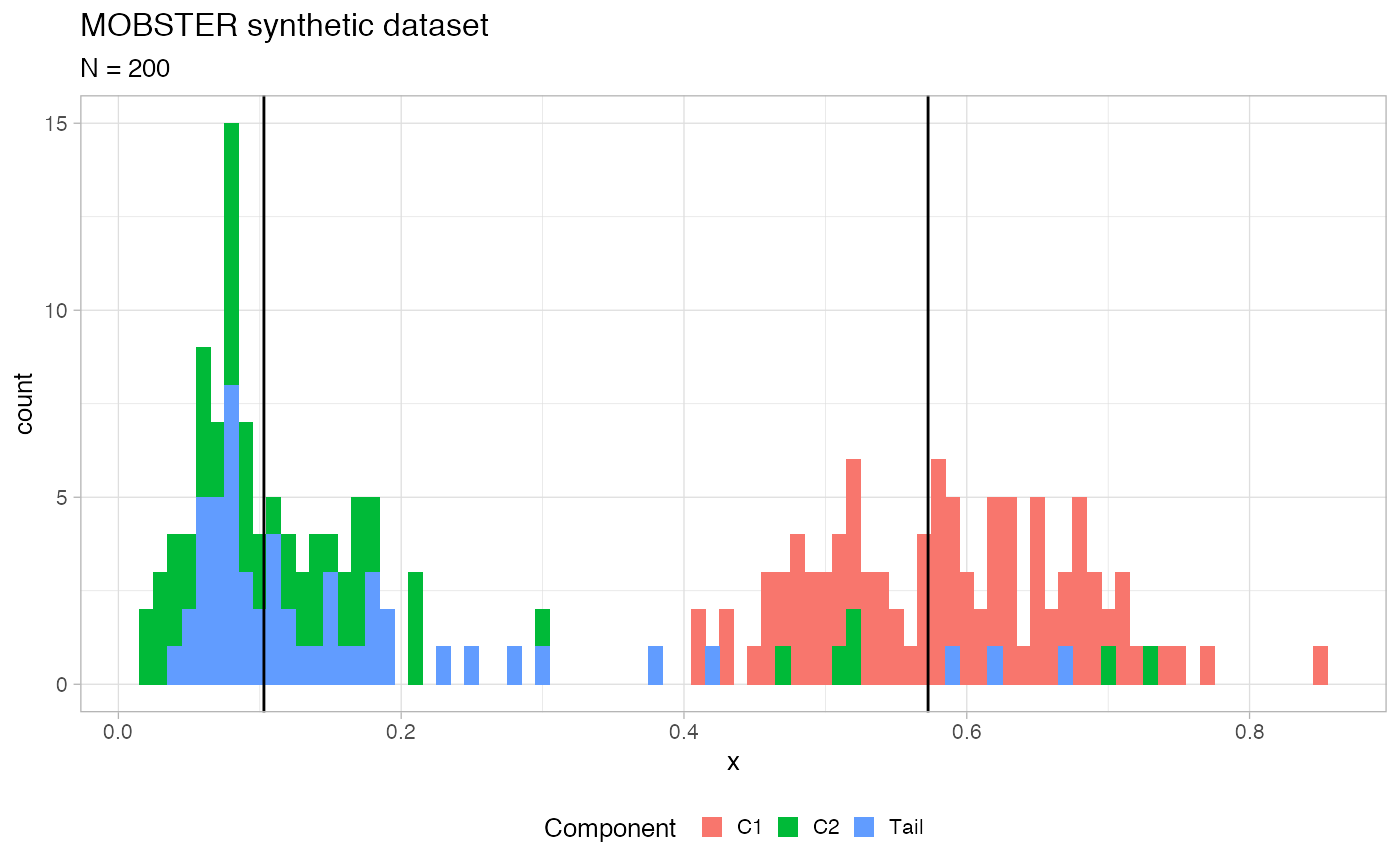 MOBSTER synthetic dataset
N = 200
15
10
5
0
count
0.0 0.2 0.4 0.6 0.8
x
Component C1 C2 Tail